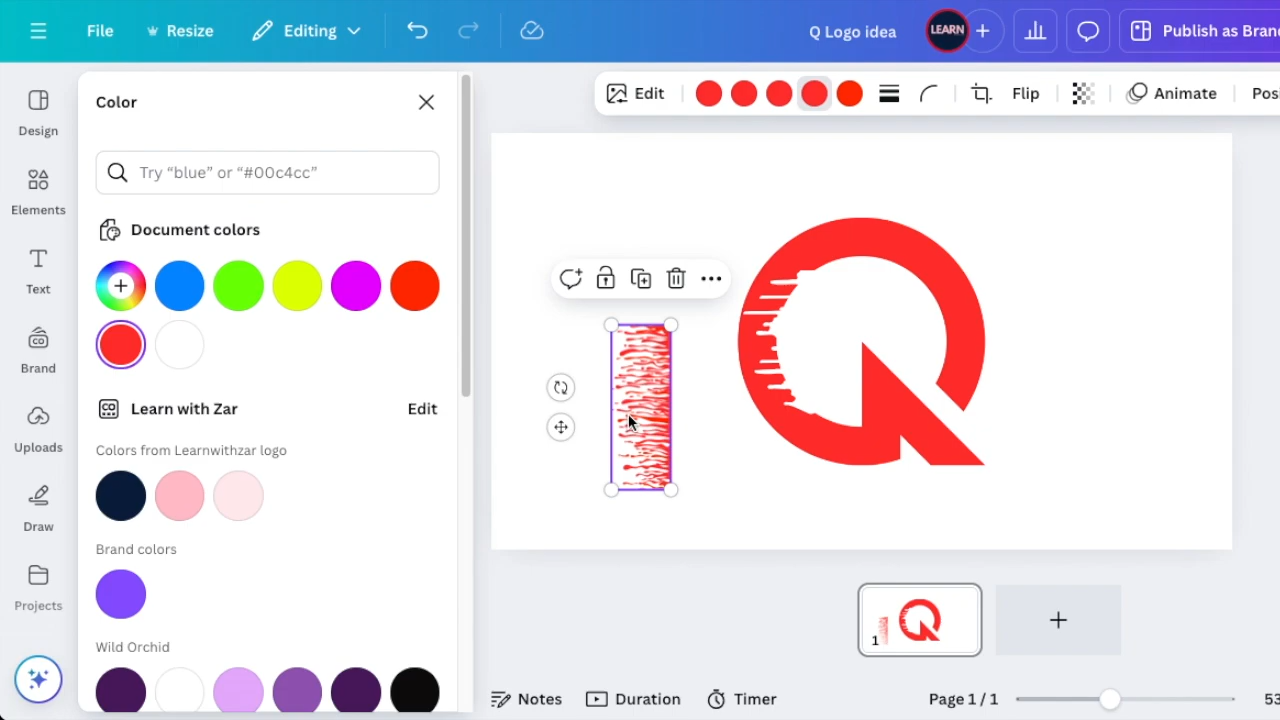 File
Resize
Editing
Q Logo idea
LEARN
Publish as Bran
Color
Edit
Flip
Animate
Posi
Design
Try “blue” or “#00c4cc”
Elements
Document colors
Text
Brand
Learn with Zar
Edit
Colors from Learnwithzar logo
Uploads
Draw
Brand colors
Projects
Wild Orchid
1
Notes
Duration
Timer
Page 1 / 1
53